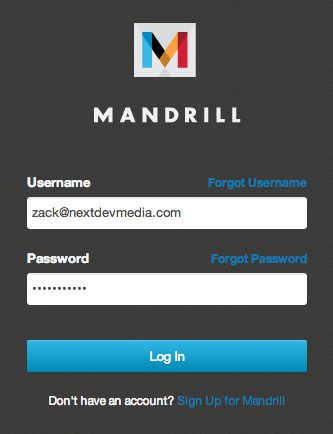 MANDRILL
Username Forgot Username
zack@nextdevmedia.com
Password Forgot Password
•••••••••••
Log In
Don't have an account? Sign Up for Mandrill